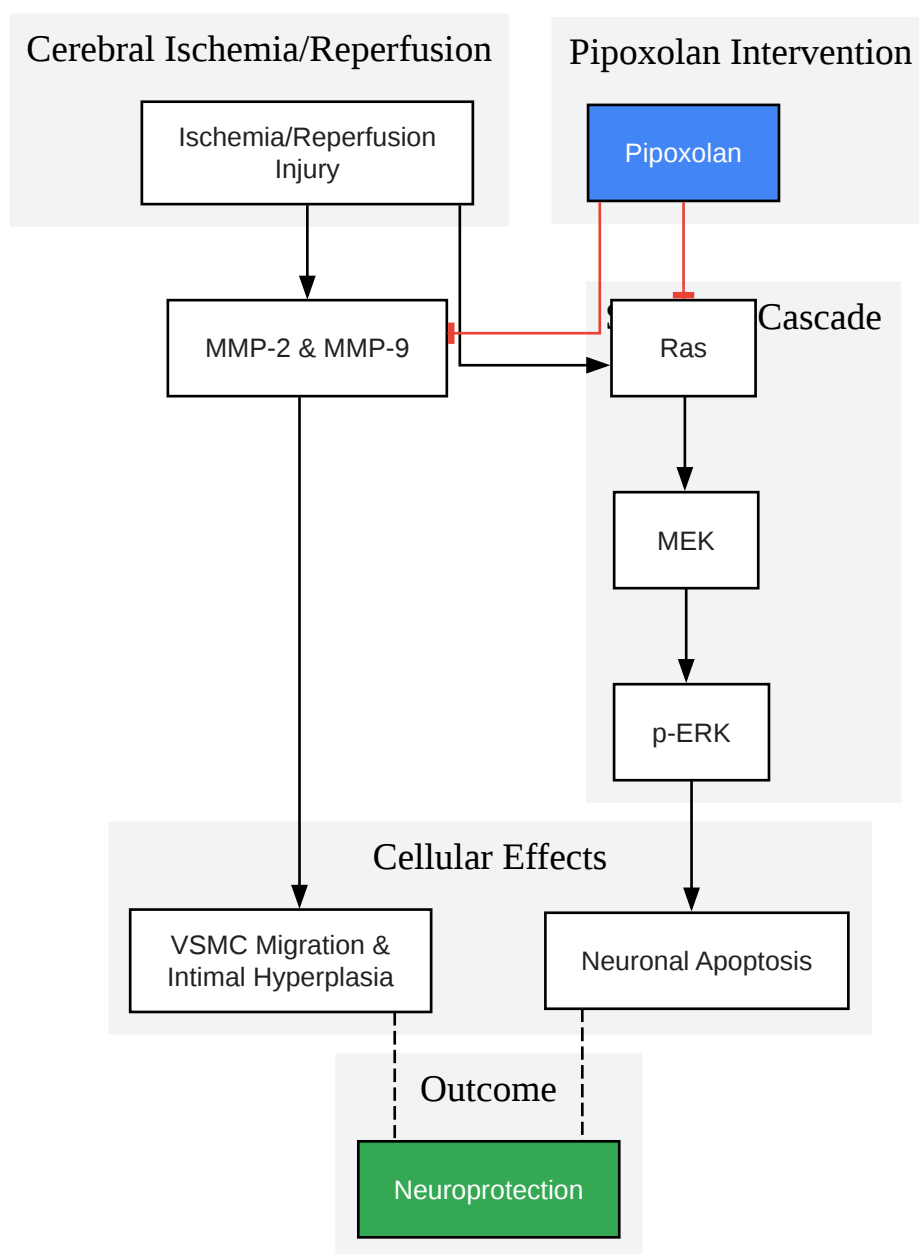 Cerebral Ischemia/Reperfusion
Pipoxolan Intervention
Ischemia/Reperfusion
Injury
Pipoxolan
Cascade
MMP-2 & MMP-9
Ras
MEK
p-ERK
Cellular Effects
VSMC Migration &
Intimal Hyperplasia
Neuronal Apoptosis
Outcome
Neuroprotection